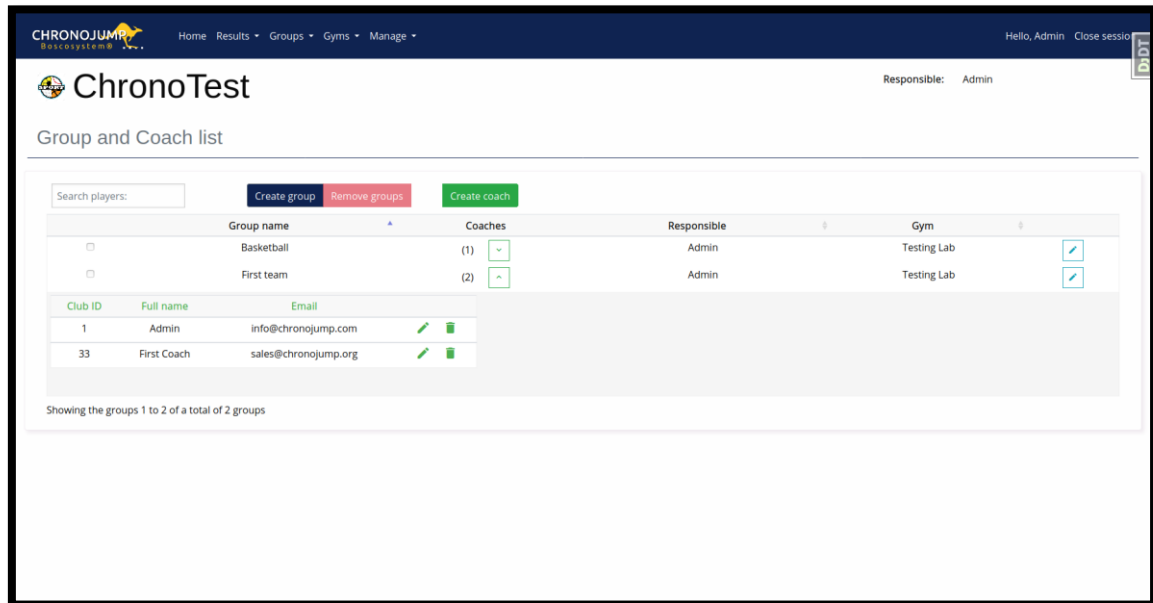 CHRONOJUMP
Boscosystem®
Home Results Groups Gyms Manage
Hello, Admin Close sessio
DjDT
ChronoTest
Responsible: Admin
Group and Coach list
Search players:
Create group Remove groups Create coach
Group name Coaches Responsible Gym
Basketball (1) Admin Testing Lab
First team (2) Admin Testing Lab
Club ID Full name Email
1 Admin info@chronojump.com
33 First Coach sales@chronojump.org
Showing the groups 1 to 2 of a total of 2 groups